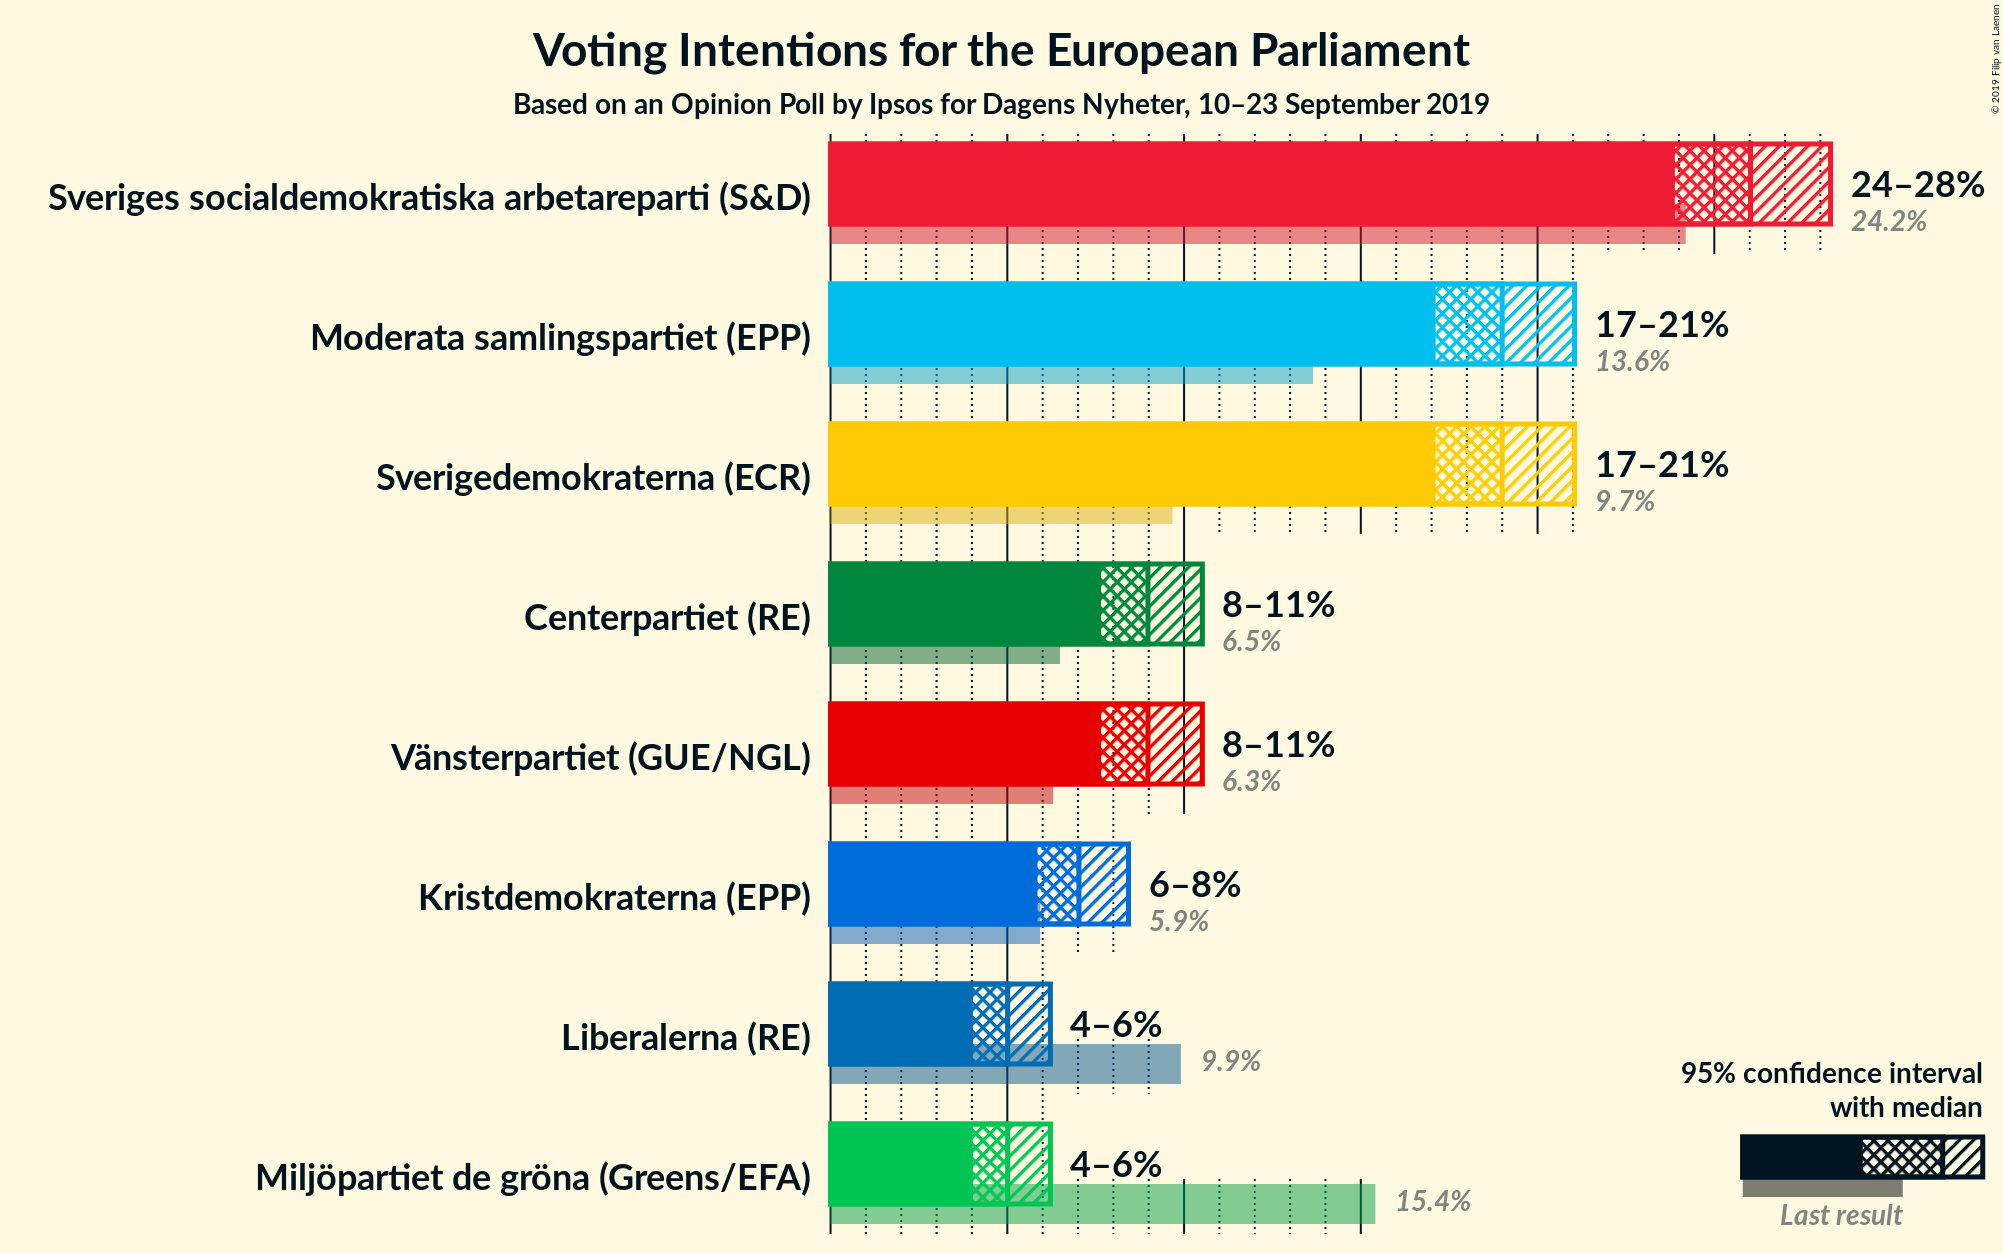 Voting Intentions for the European Parliament
Based on an Opinion Poll by Ipsos for Dagens Nyheter, 10–23 September 2019
© 2019 Filip van Laenen
Sveriges socialdemokratiska arbetareparti (S&D)
24–28%
24.2%
Moderata samlingspartiet (EPP)
17–21%
13.6%
Sverigedemokraterna (ECR)
17–21%
9.7%
Centerpartiet (RE)
8–11%
6.5%
Vänsterpartiet (GUE/NGL)
8–11%
6.3%
Kristdemokraterna (EPP)
6–8%
5.9%
Liberalerna (RE)
4–6%
9.9%
Miljöpartiet de gröna (Greens/EFA)
4–6%
15.4%
95% confidence interval
with median
Last result